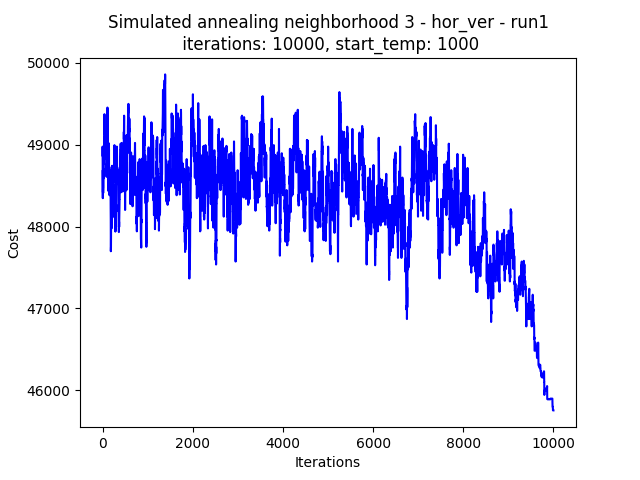 Simulated annealing neighborhood 3 - hor_ver - run1
iterations: 10000, start_temp: 1000
50000
49000
48000
47000
46000
Cost
0 2000 4000 6000 8000 10000
Iterations